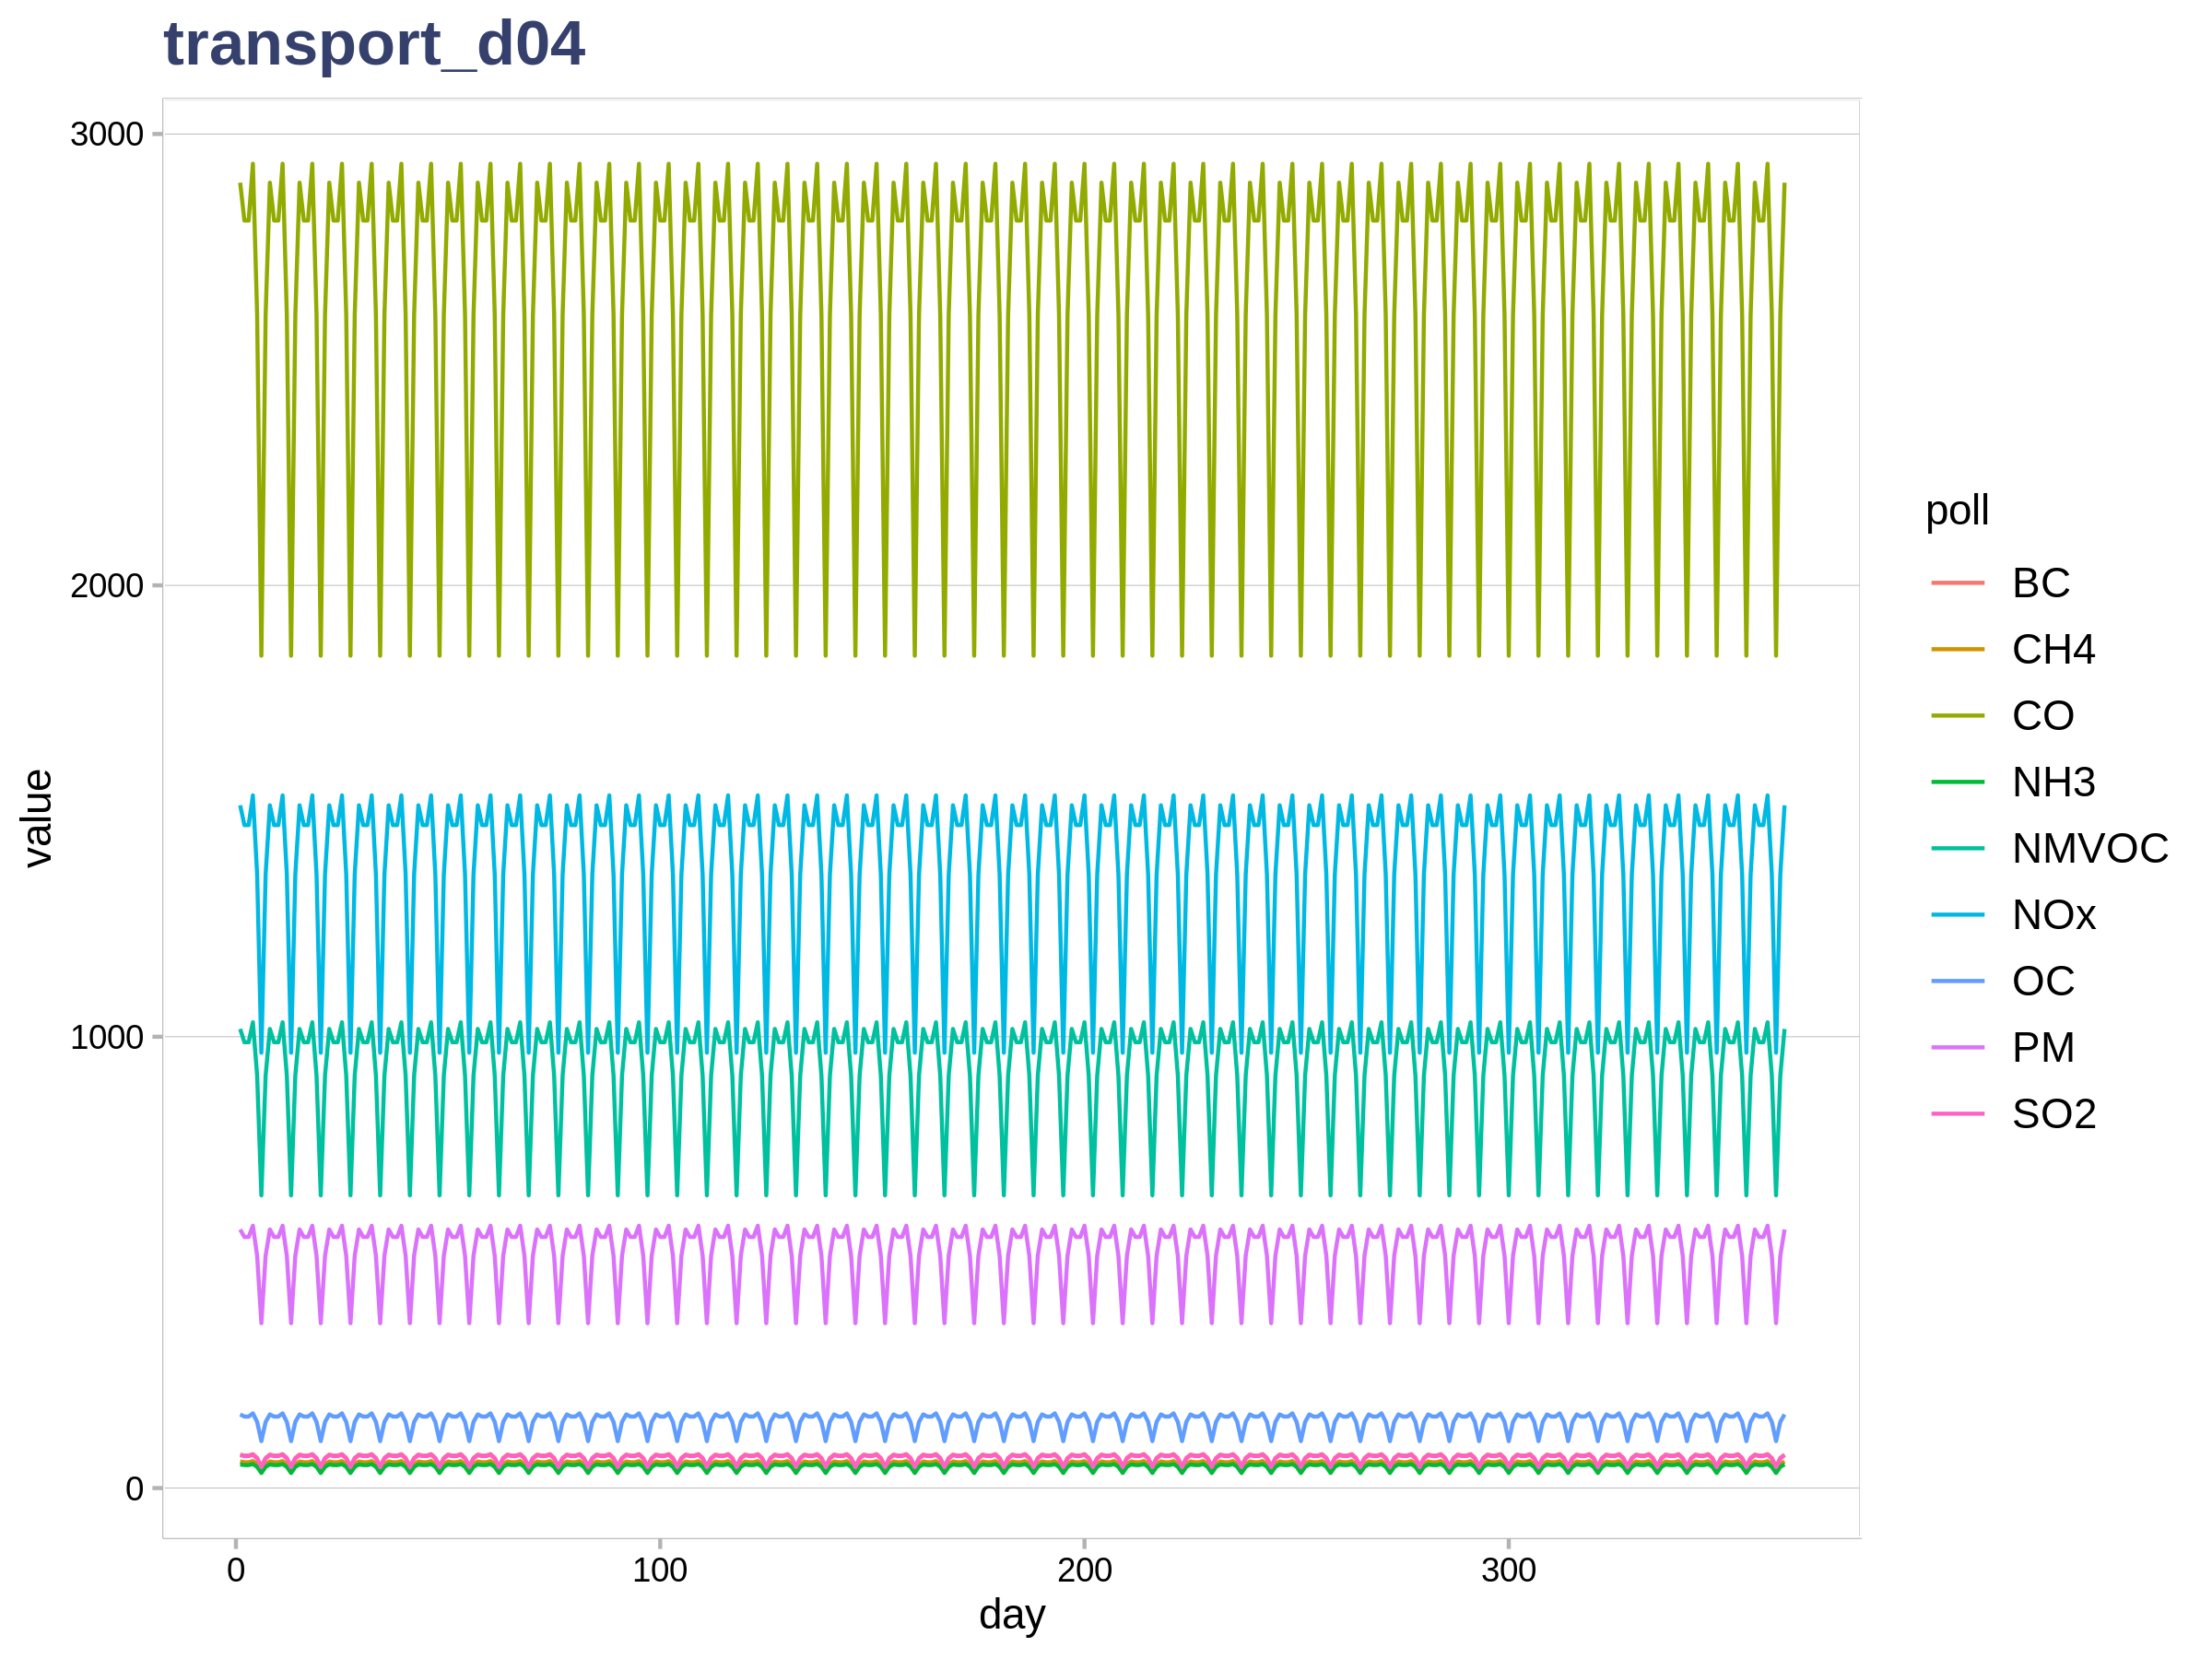 transport_d04
3000
2000
1000
0
value
0 100 200 300
day
poll
BC
CH4
CO
NH3
NMVOC
NOx
OC
PM
SO2